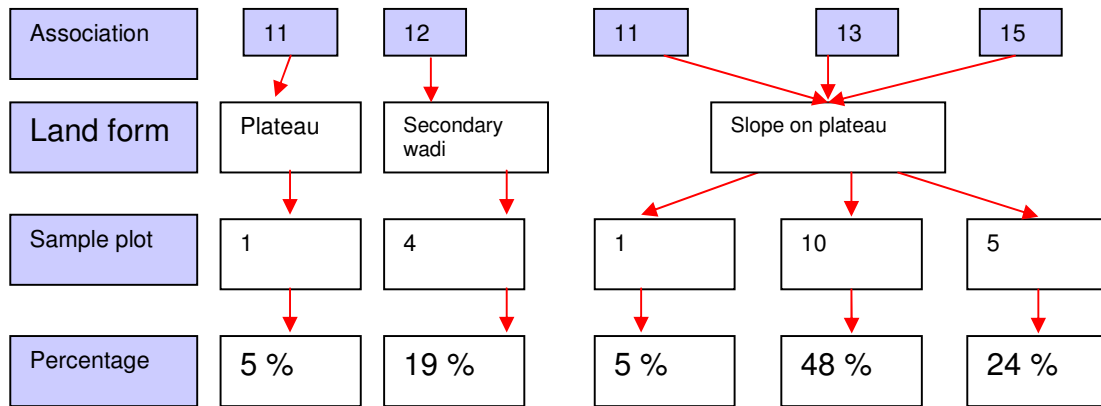 Association
11
12
11
13
15
Land form
Plateau
Secondary
wadi
Slope on plateau
Sample plot
1
4
1
10
5
Percentage
5 %
19 %
5 %
48 %
24 %